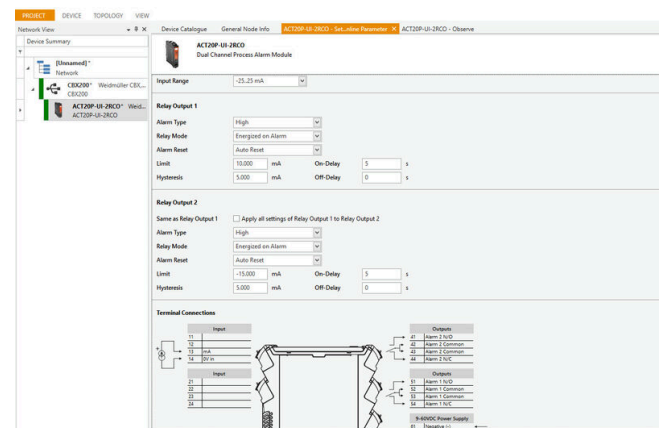 PROJECT DEVICE TOPOLOGY VIEW
Network View
Device Catalogue General Node Info ACT20P-UI-2RCO - Set...nline Parameter × ACT20P-UI-2RCO - Observe
Device Summary
[Unnamed]*
Network
CBX200* Weidmüller CBX,...
CBX200
ACT20P-UI-2RCO* Weid...
ACT20P-UI-2RCO
ACT20P-UI-2RCO
Dual Channel Process Alarm Module
Input Range -25..25 mA
Relay Output 1
Alarm Type High
Relay Mode Energized on Alarm
Alarm Reset Auto Reset
Limit 10.000 mA On-Delay 5 s
Hysteresis 5.000 mA Off-Delay 0 s
Relay Output 2
Same as Relay Output 1 Apply all settings of Relay Output 1 to Relay Output 2
Alarm Type High
Relay Mode Energized on Alarm
Alarm Reset Auto Reset
Limit -15.000 mA On-Delay 5 s
Hysteresis 5.000 mA Off-Delay 0 s
Terminal Connections
Input
11
12
13 mA
14 0V in
Input
21
22
23
24
Outputs
41 Alarm 2 N/O
42 Alarm 2 Common
43 Alarm 2 Common
44 Alarm 2 N/C
Outputs
51 Alarm 1 N/O
52 Alarm 1 Common
53 Alarm 1 Common
54 Alarm 1 N/C
9-60VDC Power Supply
61 Negative (-)